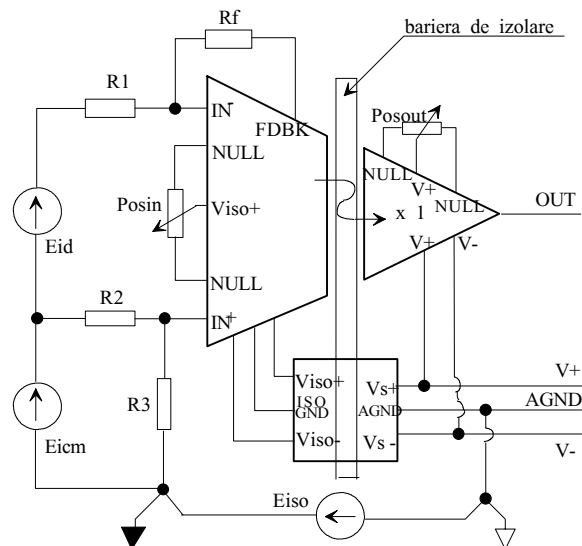 Rf
bariera de izolare
R1
IN-
FDBK
Posout
NULL
NULL
V+
NULL
Posin
Viso+
x 1
OUT
V+
V-
Eid
NULL
R2
IN+
Viso+
Vs+
V+
ISO
GND
AGND
AGND
R3
Viso-
Vs -
V-
Eicm
Eiso